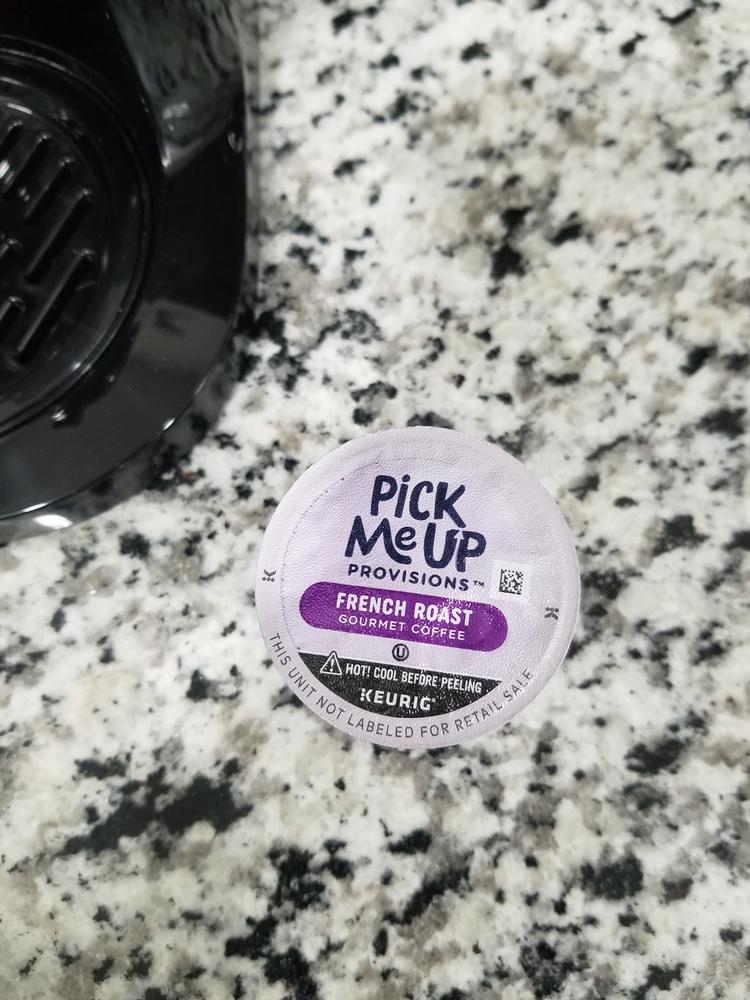 PiCK
Me UP
PROVISIONS™
FRENCH ROAST
GOURMET COFFEE
U
HOT! COOL BEFORE PEELING
KEURIG®
THIS UNIT NOT LABELED FOR RETAIL SALE